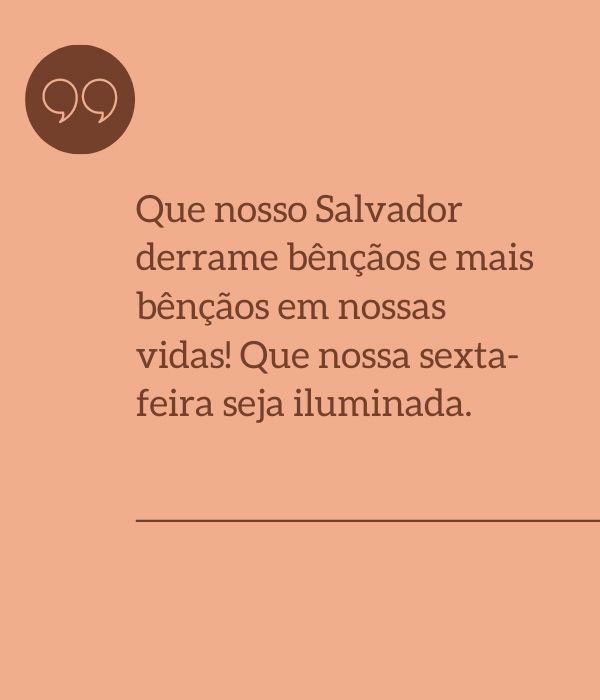 Que nosso Salvador
derrame bênçãos e mais
bênçãos em nossas
vidas! Que nossa sexta-
feira seja iluminada.